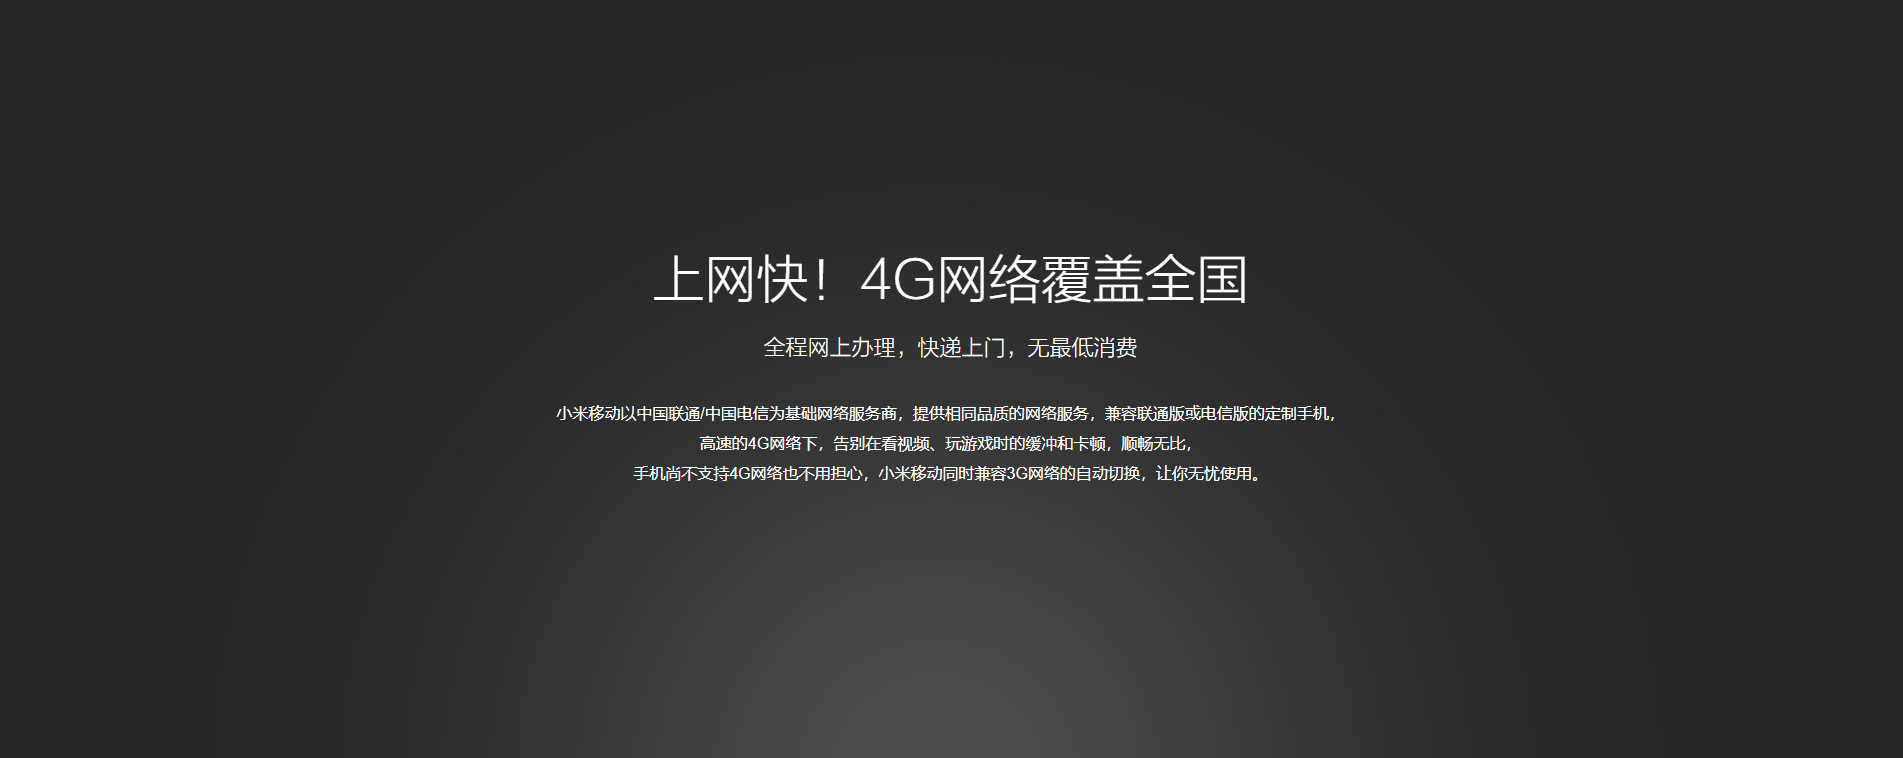 上网快！4G网络覆盖全国
全程网上办理，快递上门，无最低消费
小米移动以中国联通/中国电信为基础网络服务商，提供相同品质的网络服务，兼容联通版或电信版的定制手机，
高速的4G网络下，告别在看视频、玩游戏时的缓冲和卡顿，顺畅无比，
手机尚不支持4G网络也不用担心，小米移动同时兼容3G网络的自动切换，让你无忧使用。